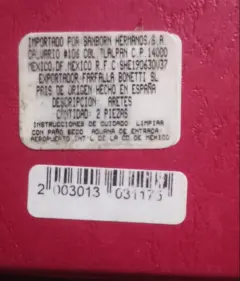 IMPORTADO POR SANBORN HERMANOS,S.A
CALVARIO #106 COL TLALPAN C.P 14000
MEXICO,DF MEXICO R.F.C SHE190630V37
EXPORTADOR:FARFALLA BONETTI SL
PAIS DE ORIGEN HECHO EN ESPAÑA
DESCRIPCION: ARETES
CANTIDAD: 2 PIEZAS
INSTRUCCIONES DE CUIDADO LIMPIAR
CON PAÑO SECO ADUANA DE ENTRADA
AEROPUERTO INT'L DE LA CD. DE MEXICO
2 003013 031173